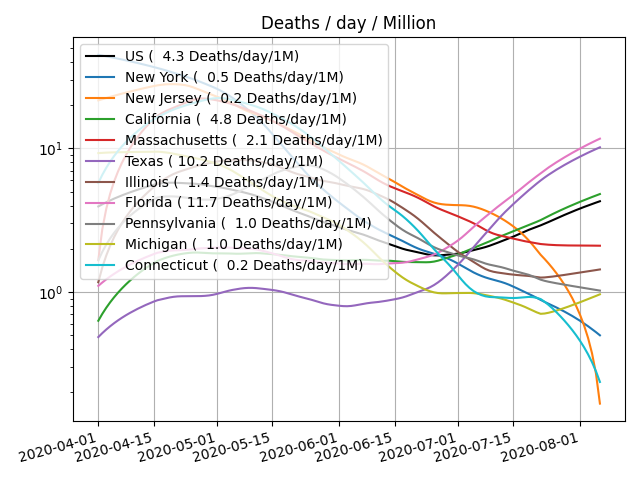 Deaths / day / Million
US (  4.3 Deaths/day/1M)
New York (  0.5 Deaths/day/1M)
New Jersey (  0.2 Deaths/day/1M)
California (  4.8 Deaths/day/1M)
Massachusetts (  2.1 Deaths/day/1M)
Texas ( 10.2 Deaths/day/1M)
Illinois (  1.4 Deaths/day/1M)
Florida ( 11.7 Deaths/day/1M)
Pennsylvania (  1.0 Deaths/day/1M)
Michigan (  1.0 Deaths/day/1M)
Connecticut (  0.2 Deaths/day/1M)
10¹
10⁰
2020-04-01
2020-04-15
2020-05-01
2020-05-15
2020-06-01
2020-06-15
2020-07-01
2020-07-15
2020-08-01